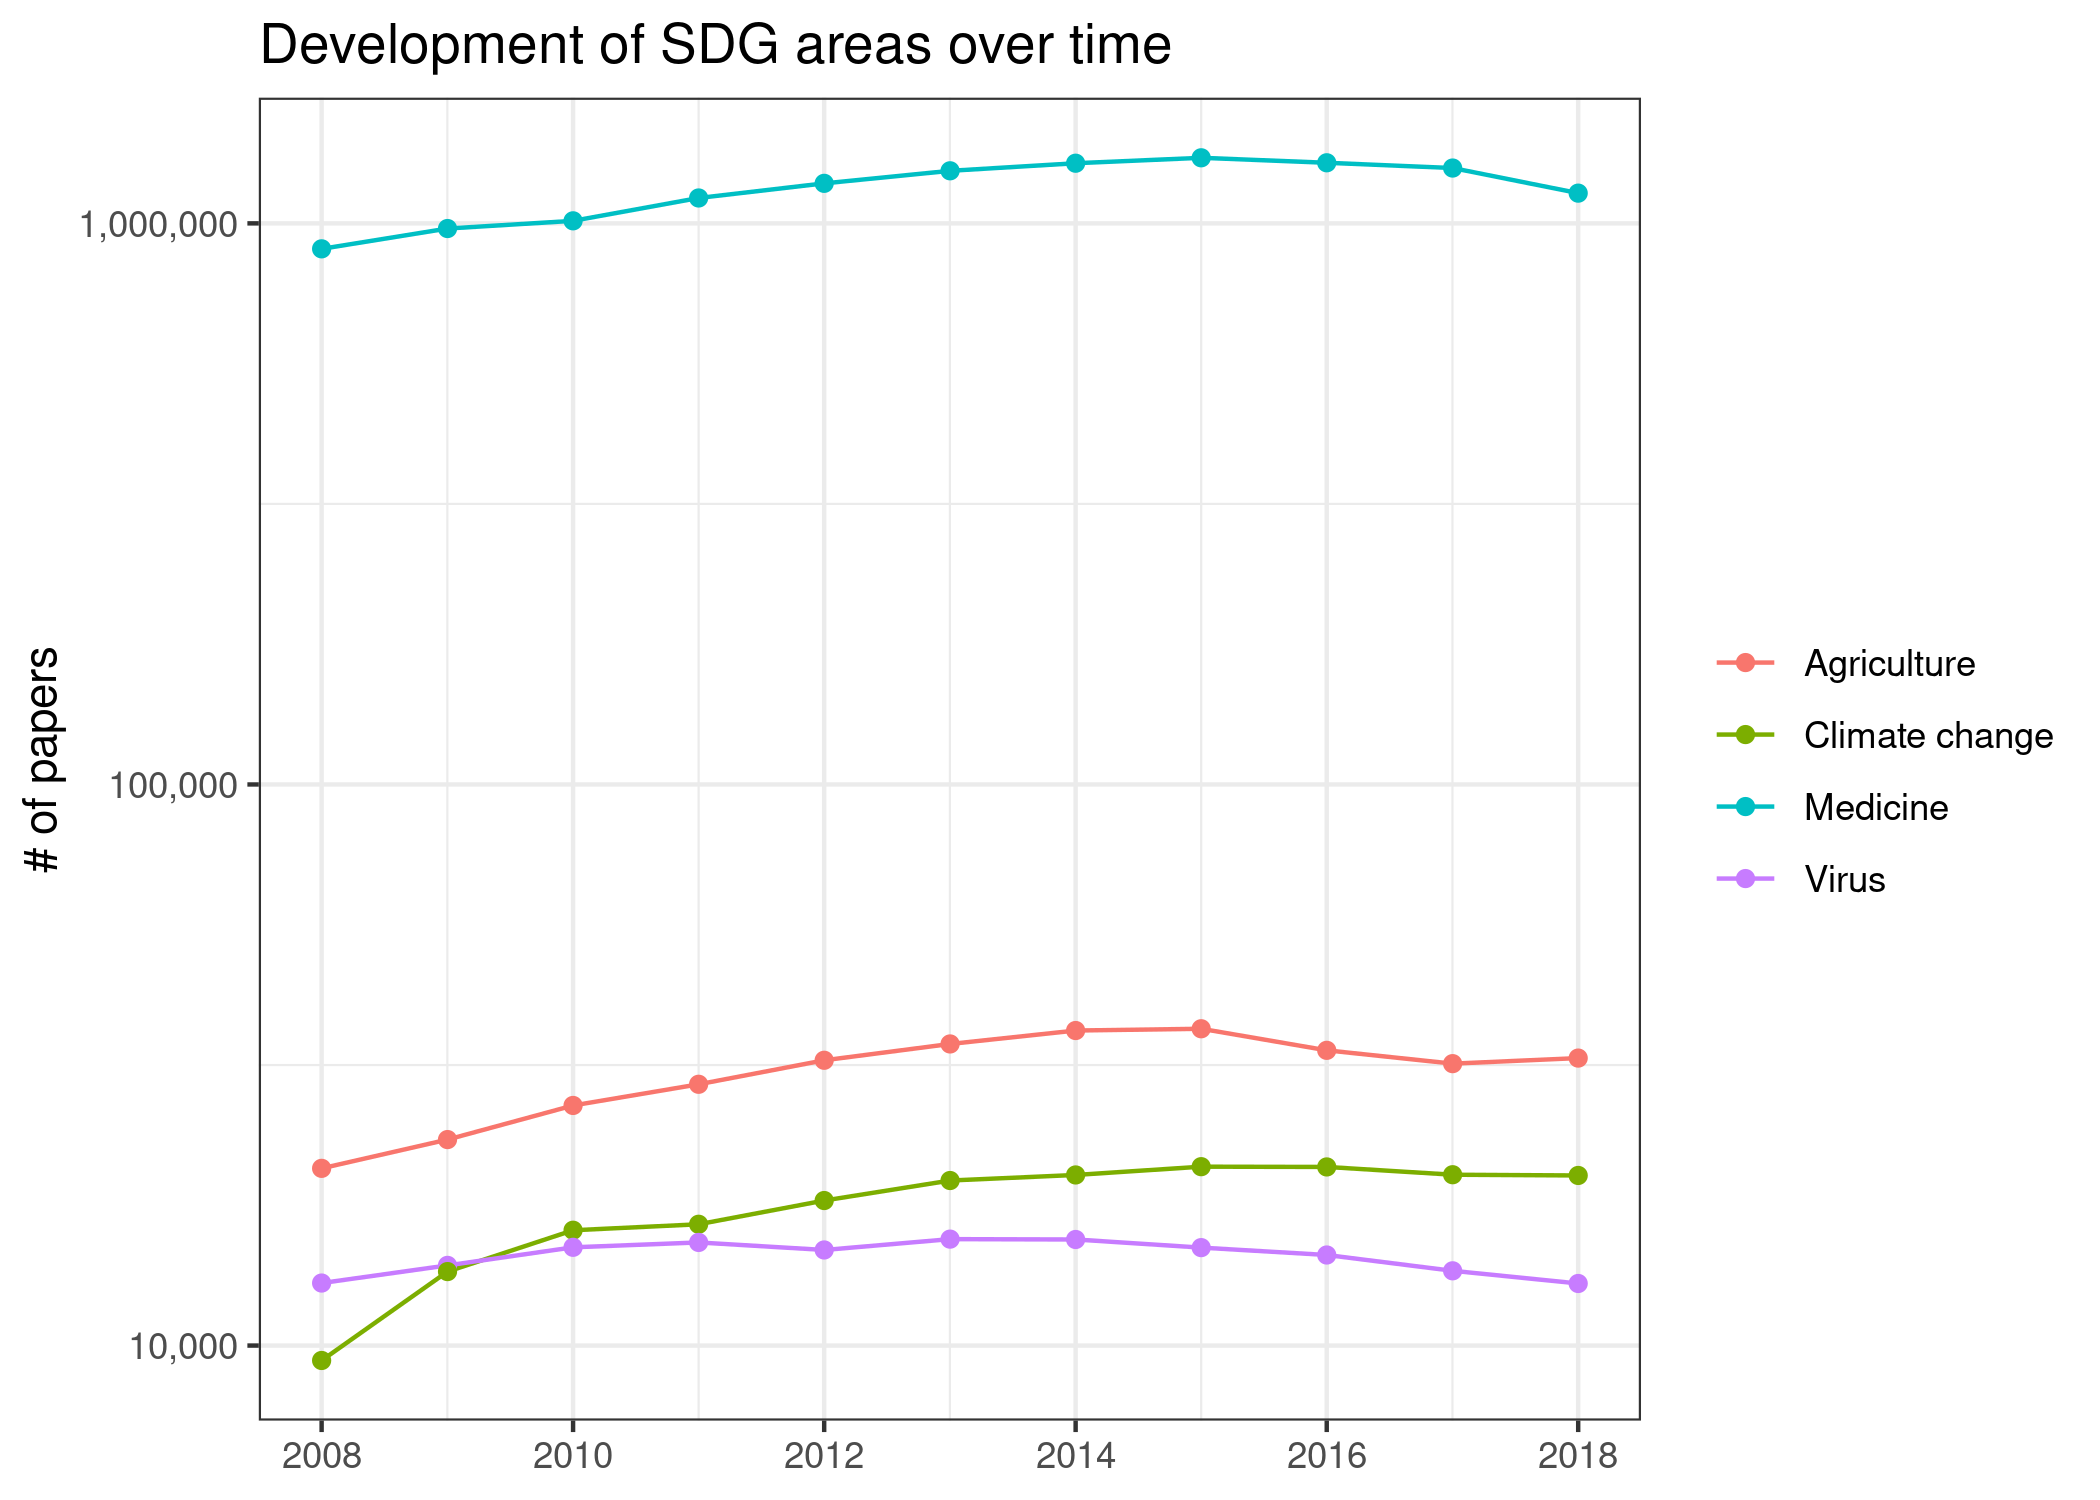 Development of SDG areas over time
# of papers
1,000,000
100,000
10,000
2008 2010 2012 2014 2016 2018
Agriculture
Climate change
Medicine
Virus